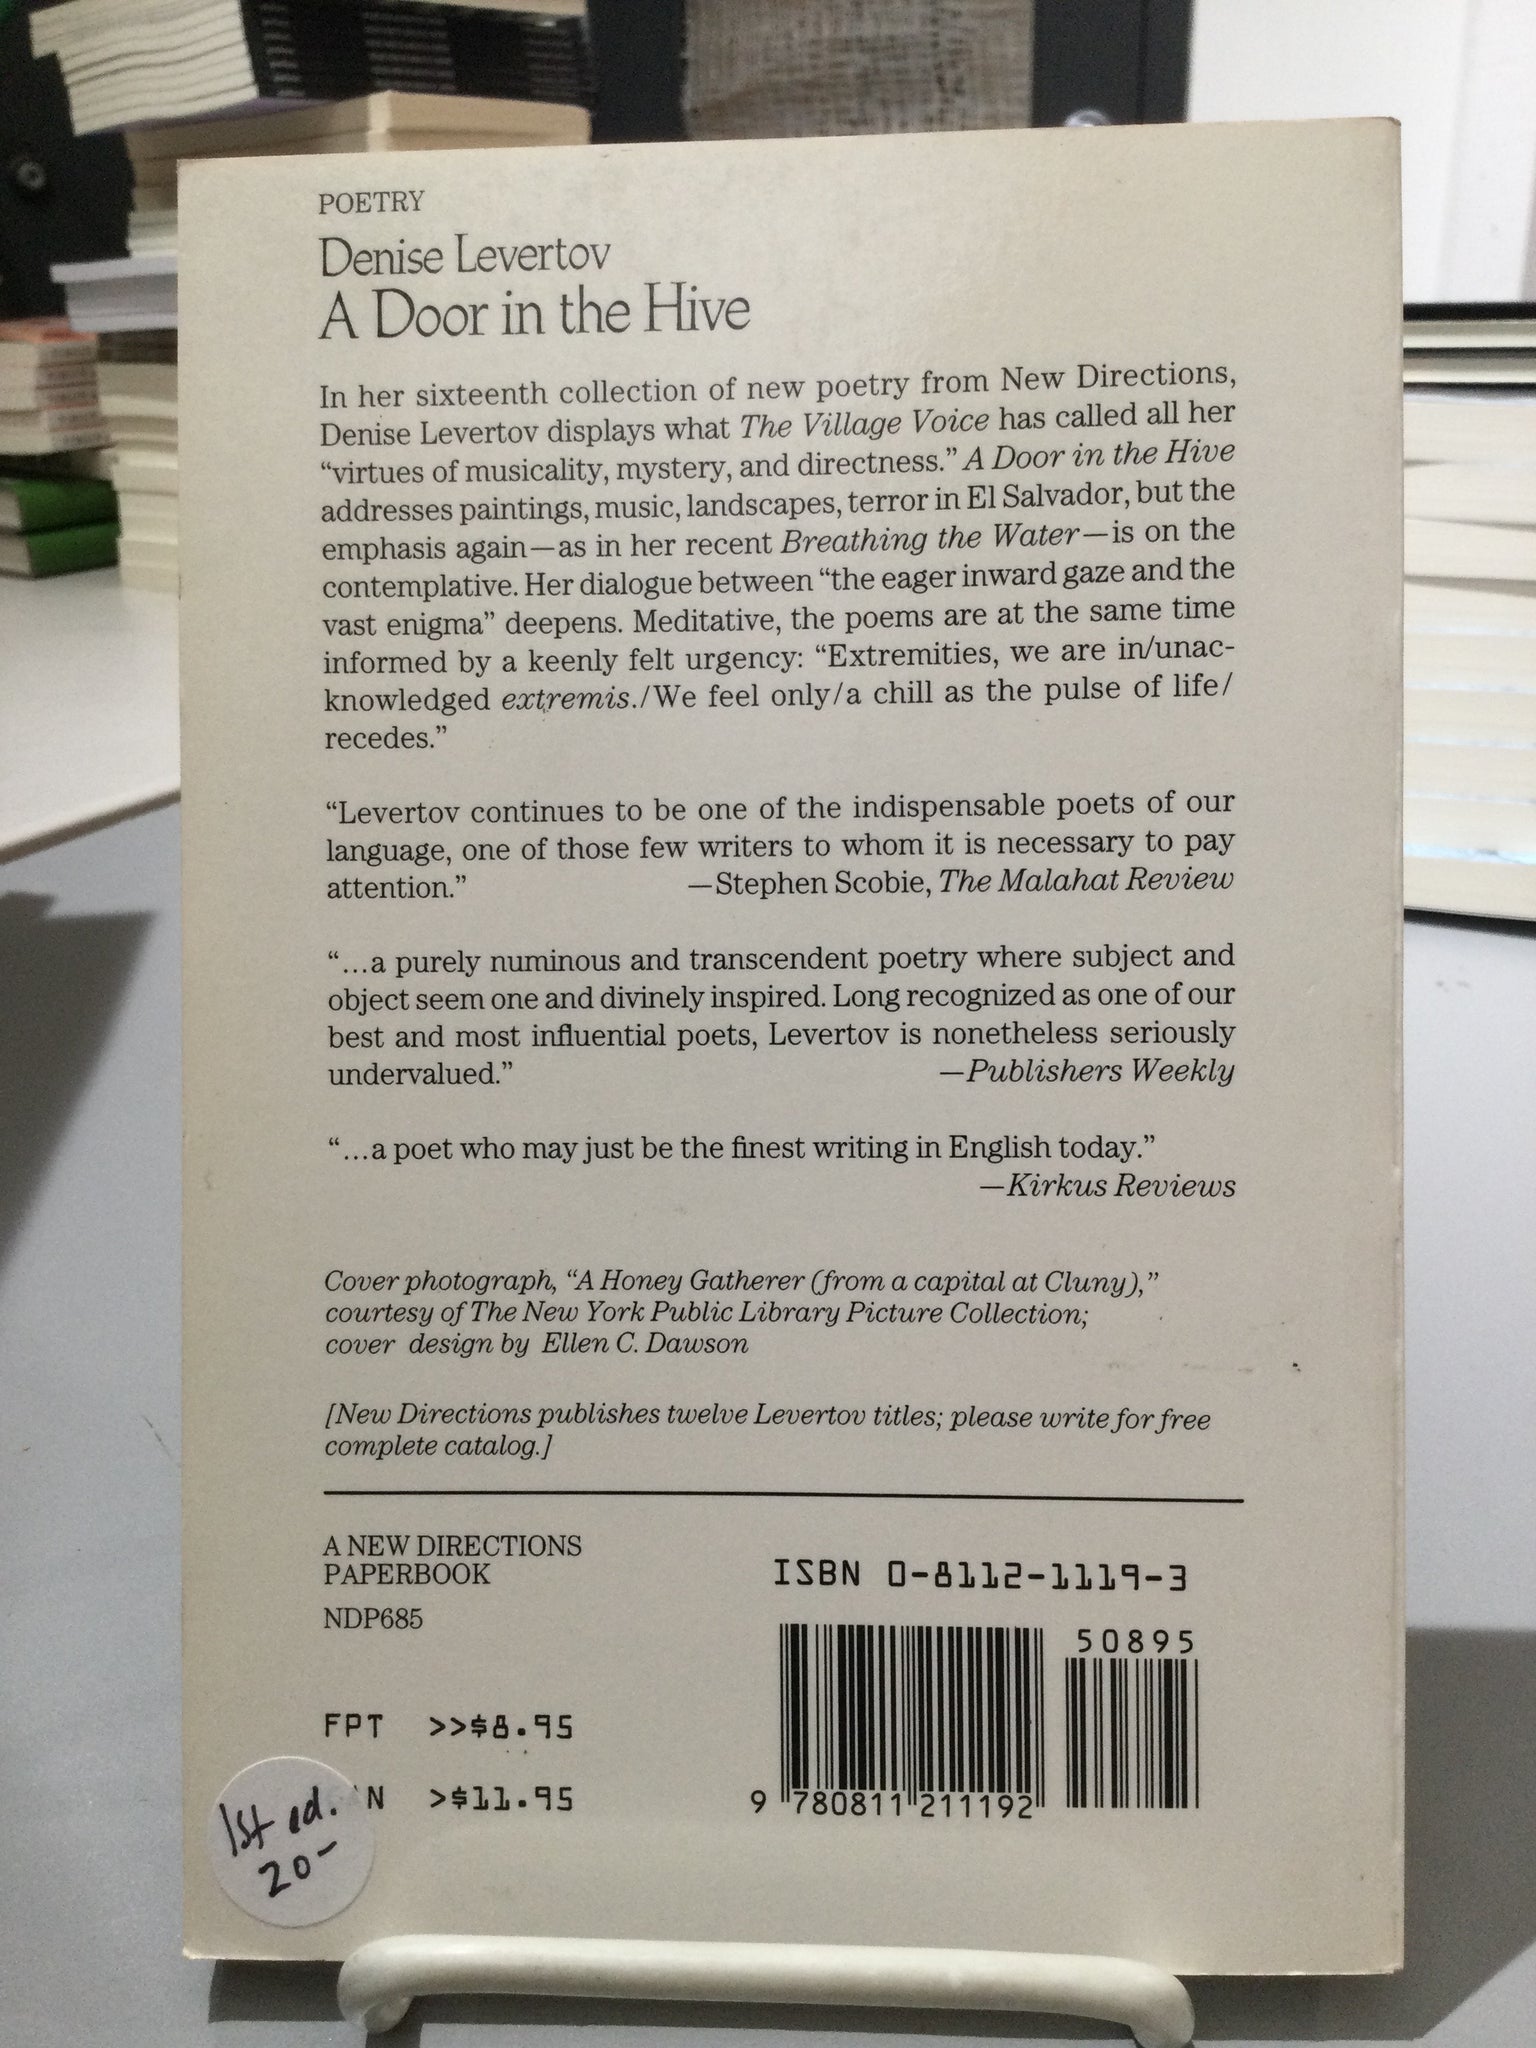 POETRY
Denise Levertov
A Door in the Hive
In her sixteenth collection of new poetry from New Directions,
Denise Levertov displays what The Village Voice has called all her
“virtues of musicality, mystery, and directness.” A Door in the Hive
addresses paintings, music, landscapes, terror in El Salvador, but the
emphasis again—as in her recent Breathing the Water—is on the
contemplative. Her dialogue between “the eager inward gaze and the
vast enigma” deepens. Meditative, the poems are at the same time
informed by a keenly felt urgency: “Extremities, we are in/unac-
knowledged extremis./We feel only/a chill as the pulse of life/
recedes.”
“Levertov continues to be one of the indispensable poets of our
language, one of those few writers to whom it is necessary to pay
attention.” —Stephen Scobie, The Malahat Review
“...a purely numinous and transcendent poetry where subject and
object seem one and divinely inspired. Long recognized as one of our
best and most influential poets, Levertov is nonetheless seriously
undervalued.” —Publishers Weekly
“...a poet who may just be the finest writing in English today.”
—Kirkus Reviews
Cover photograph, “A Honey Gatherer (from a capital at Cluny),”
courtesy of The New York Public Library Picture Collection;
cover design by Ellen C. Dawson
[New Directions publishes twelve Levertov titles; please write for free
complete catalog.]
A NEW DIRECTIONS
PAPERBOOK
NDP685
ISBN 0-8112-1119-3
50895
FPT >>$8.95
N >$11.95
9 780811 211192
1st ed.
20-